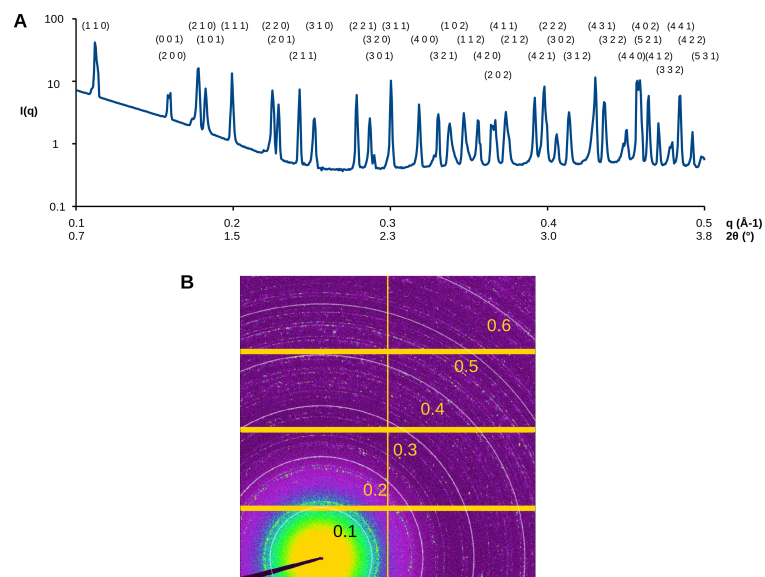 A
100
10
1
0.1
I(q)
(1 1 0) (2 1 0) (1 1 1) (2 2 0) (3 1 0) (2 2 1) (3 1 1) (1 0 2) (4 1 1) (2 2 2) (4 3 1) (4 0 2) (4 4 1)
(0 0 1) (1 0 1) (2 0 1) (3 2 0) (4 0 0) (1 1 2) (2 1 2) (3 0 2) (3 2 2) (5 2 1) (4 2 2)
(2 0 0) (2 1 1) (3 0 1) (3 2 1) (4 2 0) (4 2 1) (3 1 2) (4 4 0) (4 1 2) (5 3 1)
(2 0 2) (3 3 2)
0.1 0.2 0.3 0.4 0.5 q (Å-1)
0.7 1.5 2.3 3.0 3.8 2θ (°)
B
0.6
0.5
0.4
0.3
0.2
0.1